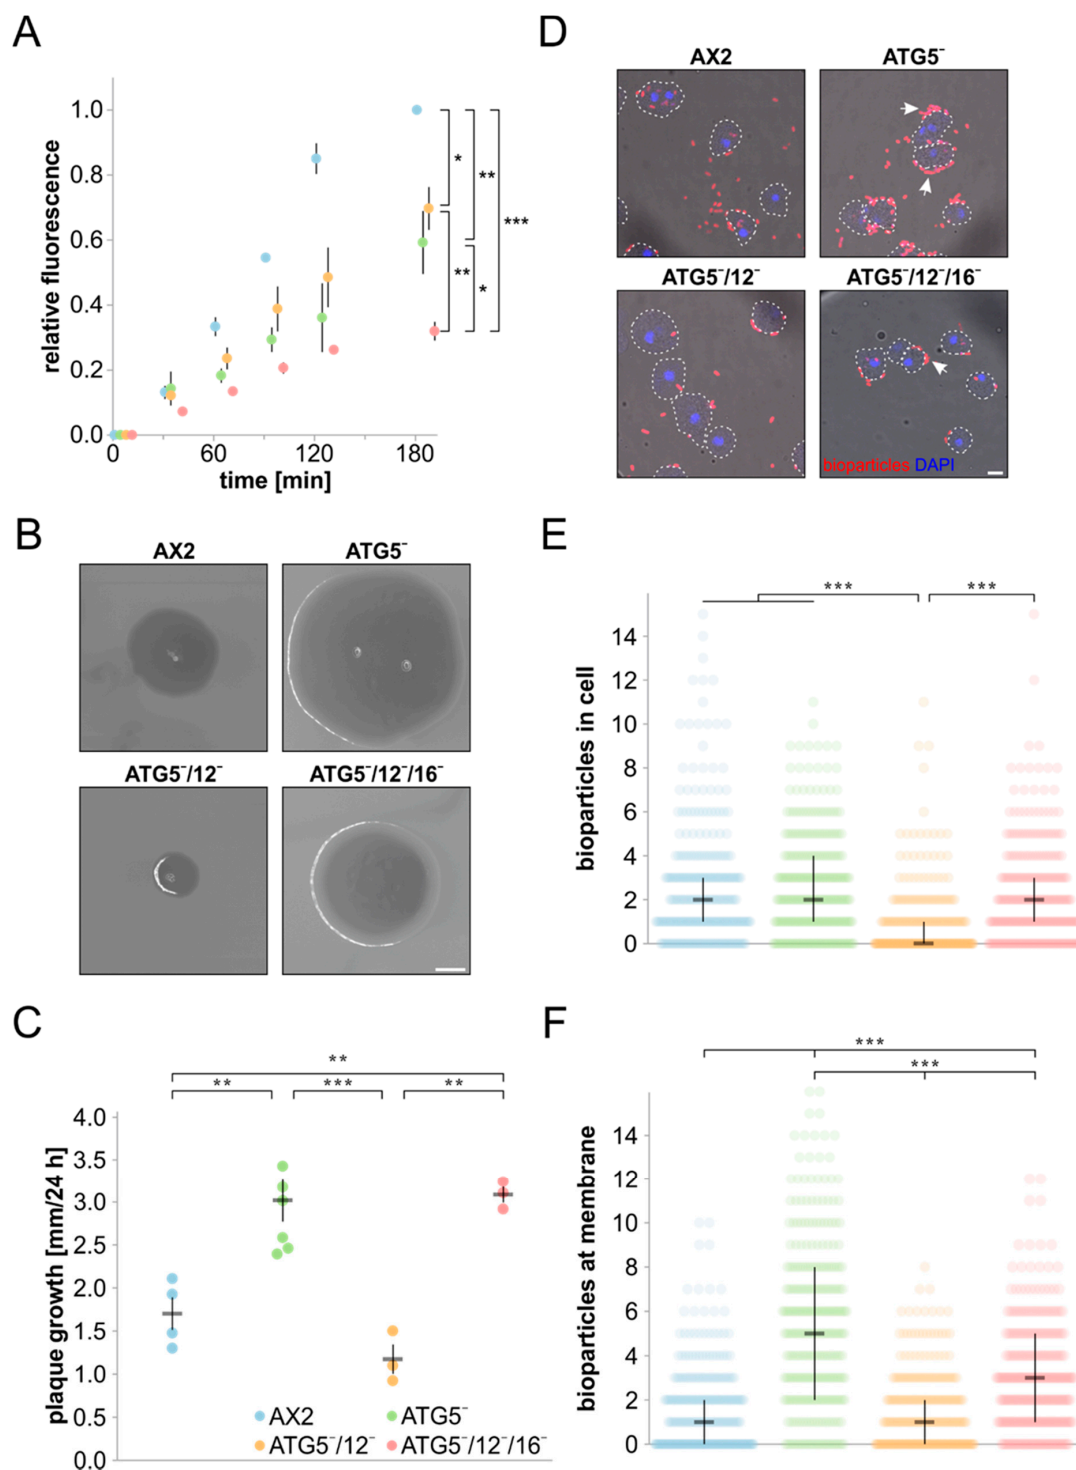 A
1.0
0.8
0.6
0.4
0.2
0.0
relative fluorescence
0 60 120 180
time [min]
*
**
***
**
*
B
AX2 ATG5⁻
ATG5⁻/12⁻ ATG5⁻/12⁻/16⁻
C
**
** *** **
4.0
3.5
3.0
2.5
2.0
1.5
1.0
0.5
0.0
plaque growth [mm/24 h]
AX2 ATG5⁻
ATG5⁻/12⁻ ATG5⁻/12⁻/16⁻
D
AX2 ATG5⁻
ATG5⁻/12⁻ ATG5⁻/12⁻/16⁻
bioparticles DAPI
E
*** ***
14
12
10
8
6
4
2
0
bioparticles in cell
F
***
***
14
12
10
8
6
4
2
0
bioparticles at membrane